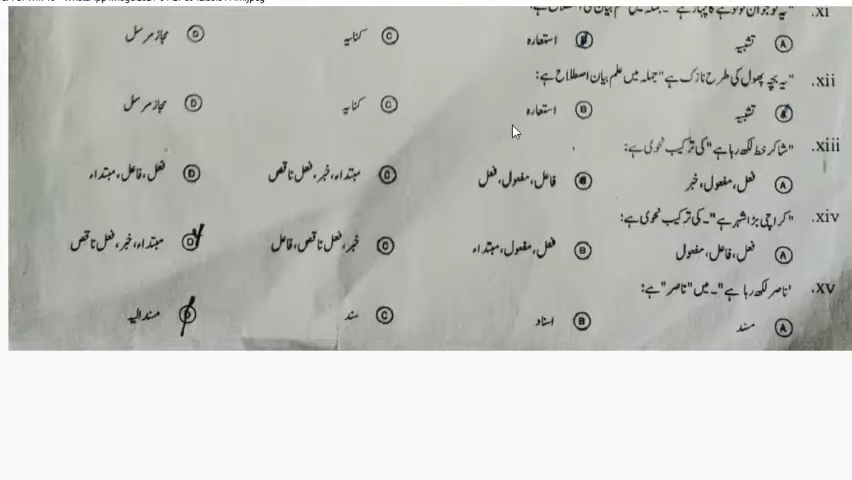 xi. "یہ نوجوان تو لوہے کا پہاڑ ہے"۔ جملہ میں علم بیان کی اصطلاح ہے:
A تشبیہ B استعارہ C کنایہ D مجاز مرسل
xii. "یہ بچہ پھول کی طرح نازک ہے" جملہ میں علم بیان اصطلاح ہے:
تشبیہ B استعارہ C کنایہ D مجاز مرسل
xiii. "شاکر خط لکھ رہا ہے" کی ترکیب نحوی ہے:
A فعل، مفعول، خبر B فاعل، مفعول، فعل C مبتداء، خبر، فعل ناقص D فعل، فاعل، مبتداء
xiv. "کراچی بڑا شہر ہے"۔ کی ترکیب نحوی ہے:
A فعل، فاعل، مفعول B فعل، مفعول، مبتداء C خبر، فعل ناقص، فاعل D مبتداء، خبر، فعل ناقص
xv. "ناصر لکھ رہا ہے"۔ میں "ناصر" ہے:
A مسند B اسناد C سند D مسند الیہ